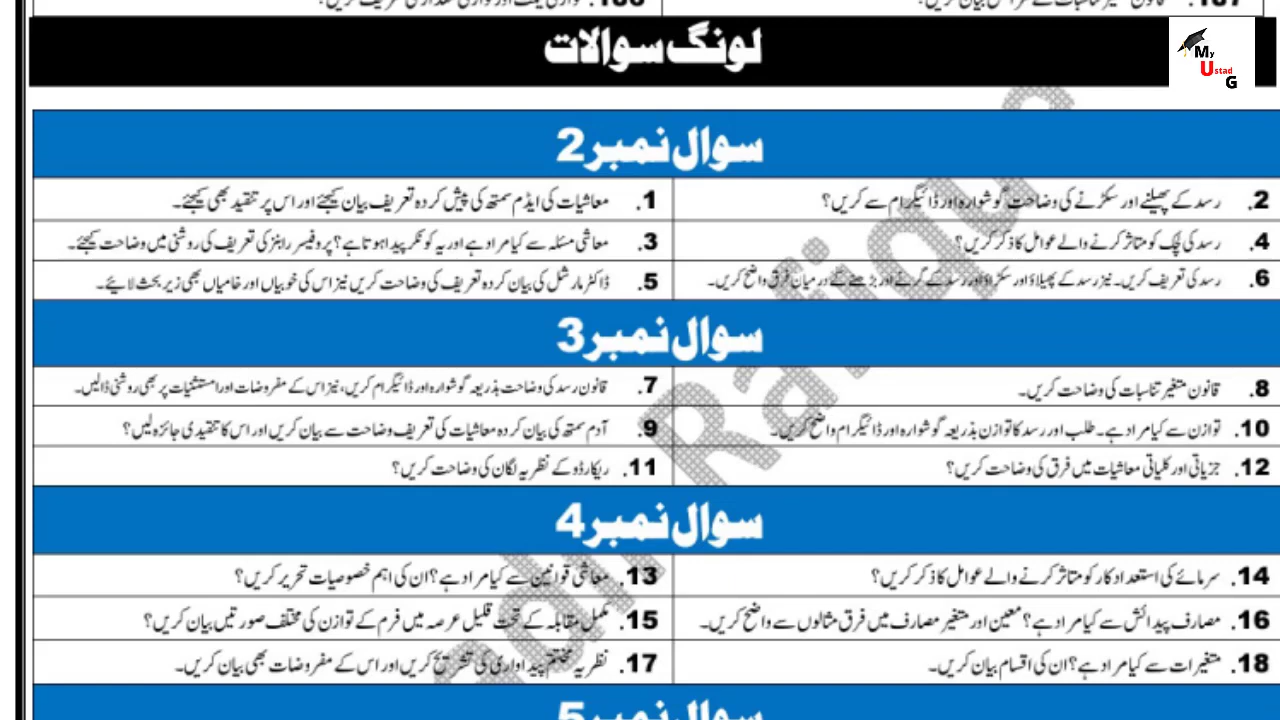 لونگ سوالات
My
Ustad
G
سوال نمبر 2
1. معاشیات کی ایڈم سمتھ کی پیش کردہ تعریف بیان کیجئے اور اس پر تنقید بھی کیجئے۔
2. رسد کے پھیلنے اور سکڑنے کی وضاحت گوشوارہ اور ڈائیگرام سے کریں؟
3. معاشی مسئلہ سے کیا مراد ہے اور یہ کیونکر پیدا ہوتا ہے؟ پروفیسر رابنز کی تعریف کی روشنی میں وضاحت کیجئے۔
4. رسد کی لچک کو متاثر کرنے والے عوامل کا ذکر کریں؟
5. ڈاکٹر مارشل کی بیان کردہ تعریف کی وضاحت کریں نیز اس کی خوبیاں اور خامیاں بھی زیر بحث لائیے۔
6. رسد کی تعریف کریں۔ نیز رسد کے پھیلاؤ اور سکڑاؤ اور رسد کے گرنے اور بڑھنے کے درمیان فرق واضح کریں۔
سوال نمبر 3
7. قانون رسد کی وضاحت بذریعہ گوشوارہ اور ڈائیگرام کریں، نیز اس کے مفروضات اور استثنیات پر بھی روشنی ڈالیں۔
8. قانون متغیر تناسبات کی وضاحت کریں۔
9. آدم سمتھ کی بیان کردہ معاشیات کی تعریف وضاحت سے بیان کریں اور اس کا تنقیدی جائزہ لیں؟
10. توازن سے کیا مراد ہے۔ طلب اور رسد کا توازن بذریعہ گوشوارہ اور ڈائیگرام واضح کریں۔
11. ریکارڈو کے نظریہ لگان کی وضاحت کریں؟
12. جزیاتی اور کلیاتی معاشیات میں فرق کی وضاحت کریں؟
سوال نمبر 4
13. معاشی قوانین سے کیا مراد ہے؟ ان کی اہم خصوصیات تحریر کریں؟
14. سرمائے کی استعداد کار کو متاثر کرنے والے عوامل کا ذکر کریں؟
15. مکمل مقابلہ کے تحت قلیل عرصہ میں فرم کے توازن کی مختلف صورتیں بیان کریں؟
16. مصارف پیدائش سے کیا مراد ہے؟ معین اور متغیر مصارف میں فرق مثالوں سے واضح کریں۔
17. نظریہ مختتم پیداواری کی تشریح کریں اور اس کے مفروضات بھی بیان کریں۔
18. متغیرات سے کیا مراد ہے؟ ان کی اقسام بیان کریں۔
سوال نمبر 5